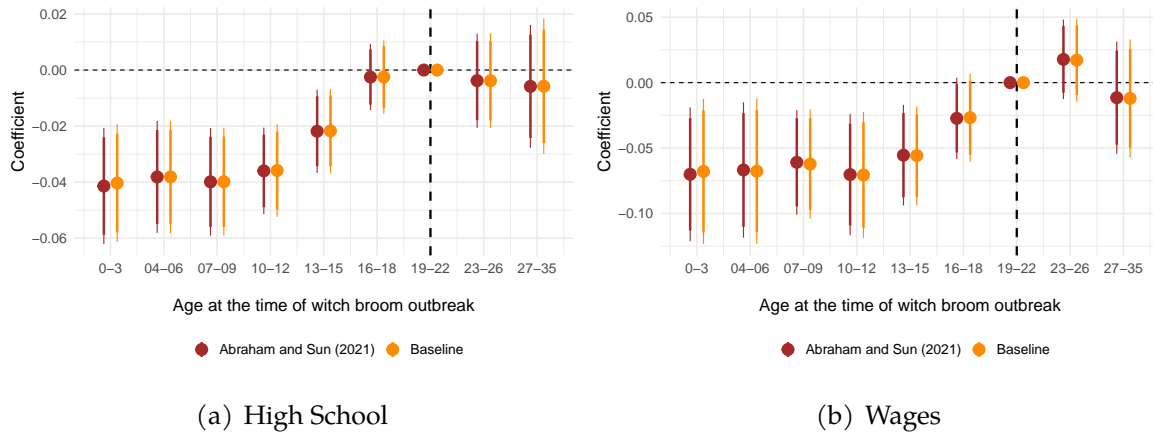 0.02
0.00
−0.02
−0.04
−0.06
Coefficient
0−3 04−06 07−09 10−12 13−15 16−18 19−22 23−26 27−35
Age at the time of witch broom outbreak
Abraham and Sun (2021) Baseline
(a) High School
0.05
0.00
−0.05
−0.10
Coefficient
0−3 04−06 07−09 10−12 13−15 16−18 19−22 23−26 27−35
Age at the time of witch broom outbreak
Abraham and Sun (2021) Baseline
(b) Wages